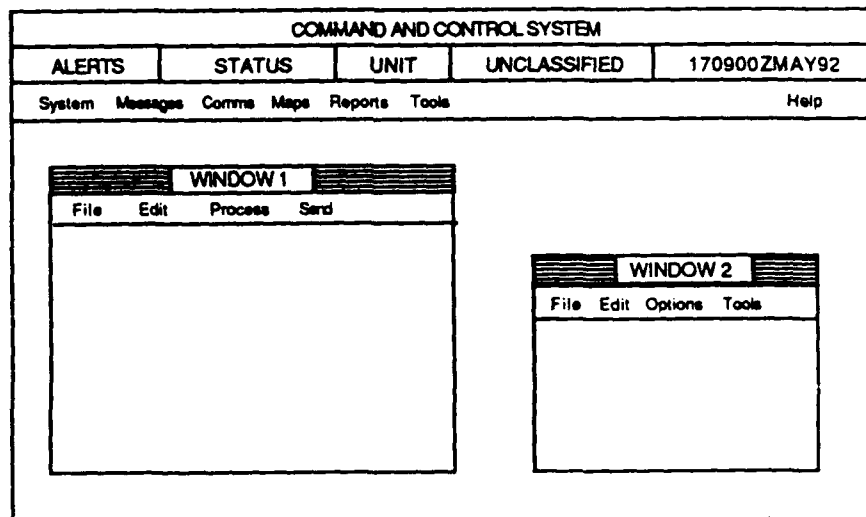 COMMAND AND CONTROL SYSTEM
ALERTS STATUS UNIT UNCLASSIFIED 170900ZMAY92
System Messages Comms Maps Reports Tools Help
WINDOW 1
File Edit Process Send
WINDOW 2
File Edit Options Tools